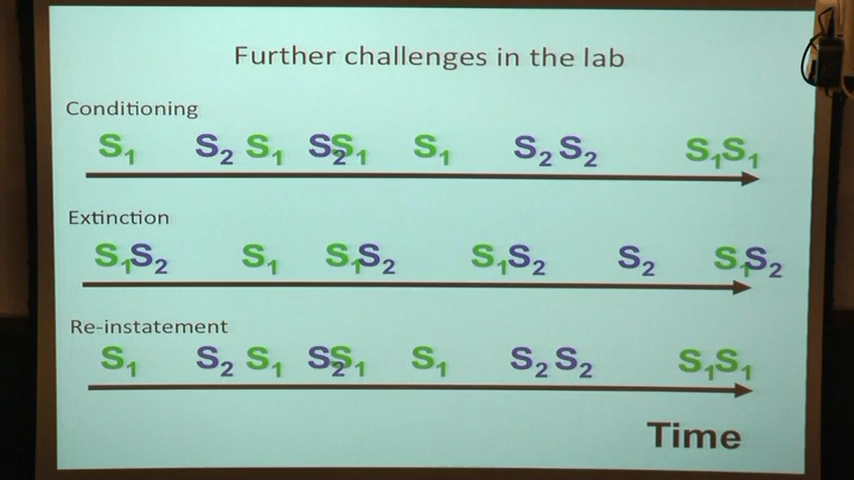 Further challenges in the lab
Conditioning
S₁ S₂ S₁ S₂S₁ S₁ S₂ S₂ S₁S₁
Extinction
S₁S₂ S₁ S₁S₂ S₁S₂ S₂ S₁S₂
Re-instatement
S₁ S₂ S₁ S₂S₁ S₁ S₂ S₂ S₁S₁
Time